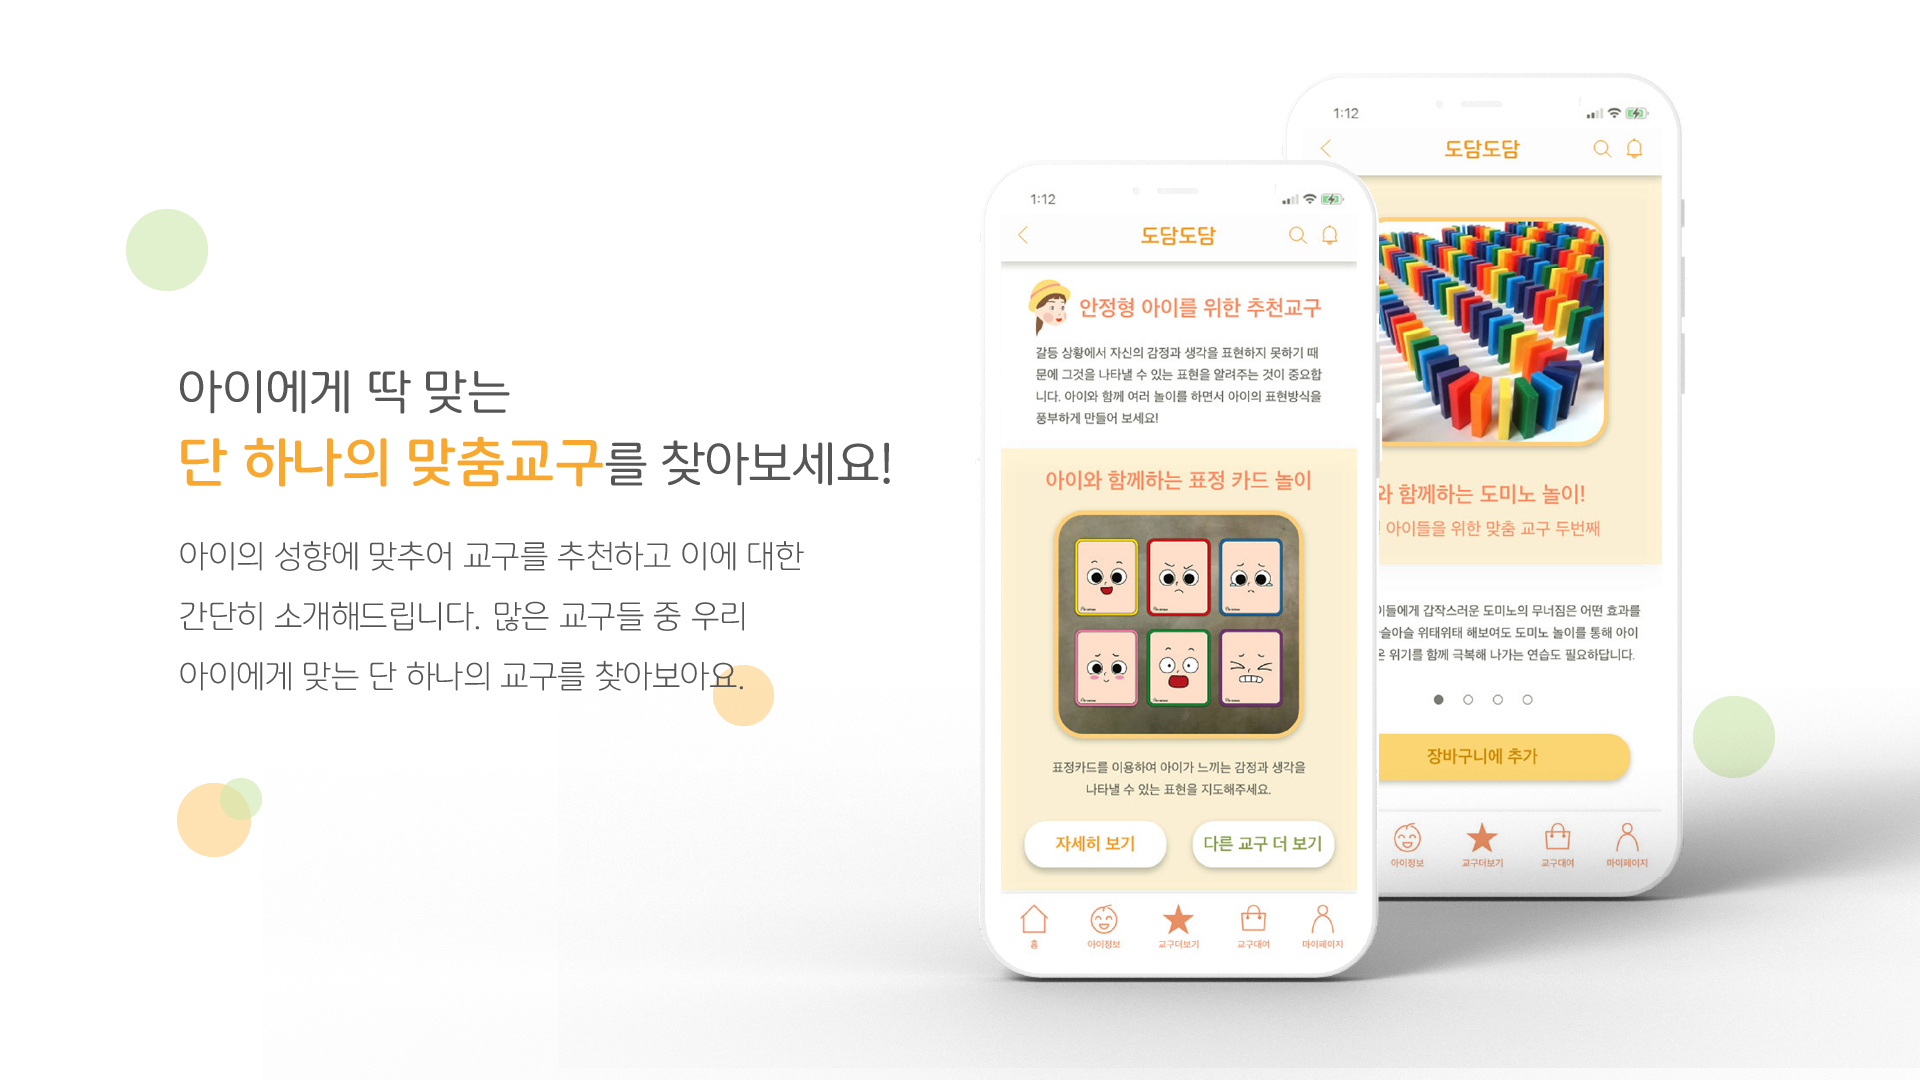 아이에게 딱 맞는
단 하나의 맞춤교구를 찾아보세요!
아이의 성향에 맞추어 교구를 추천하고 이에 대한
간단히 소개해드립니다. 많은 교구들 중 우리
아이에게 맞는 단 하나의 교구를 찾아보아요.
1:12
도담도담
안정형 아이를 위한 추천교구
갈등 상황에서 자신의 감정과 생각을 표현하지 못하기 때
문에 그것을 나타낼 수 있는 표현을 알려주는 것이 중요합
니다. 아이와 함께 여러 놀이를 하면서 아이의 표현방식을
풍부하게 만들어 보세요!
아이와 함께하는 표정 카드 놀이
표정카드를 이용하여 아이가 느끼는 감정과 생각을
나타낼 수 있는 표현을 지도해주세요.
자세히 보기
다른 교구 더 보기
홈
아이정보
교구더보기
교구대여
마이페이지
1:12
도담도담
와 함께하는 도미노 놀이!
아이들을 위한 맞춤 교구 두번째
이들에게 갑작스러운 도미노의 무너짐은 어떤 효과를
슬아슬 위태위태 해보여도 도미노 놀이를 통해 아이
위기를 함께 극복해 나가는 연습도 필요하답니다.
장바구니에 추가
아이정보
교구더보기
교구대여
마이페이지